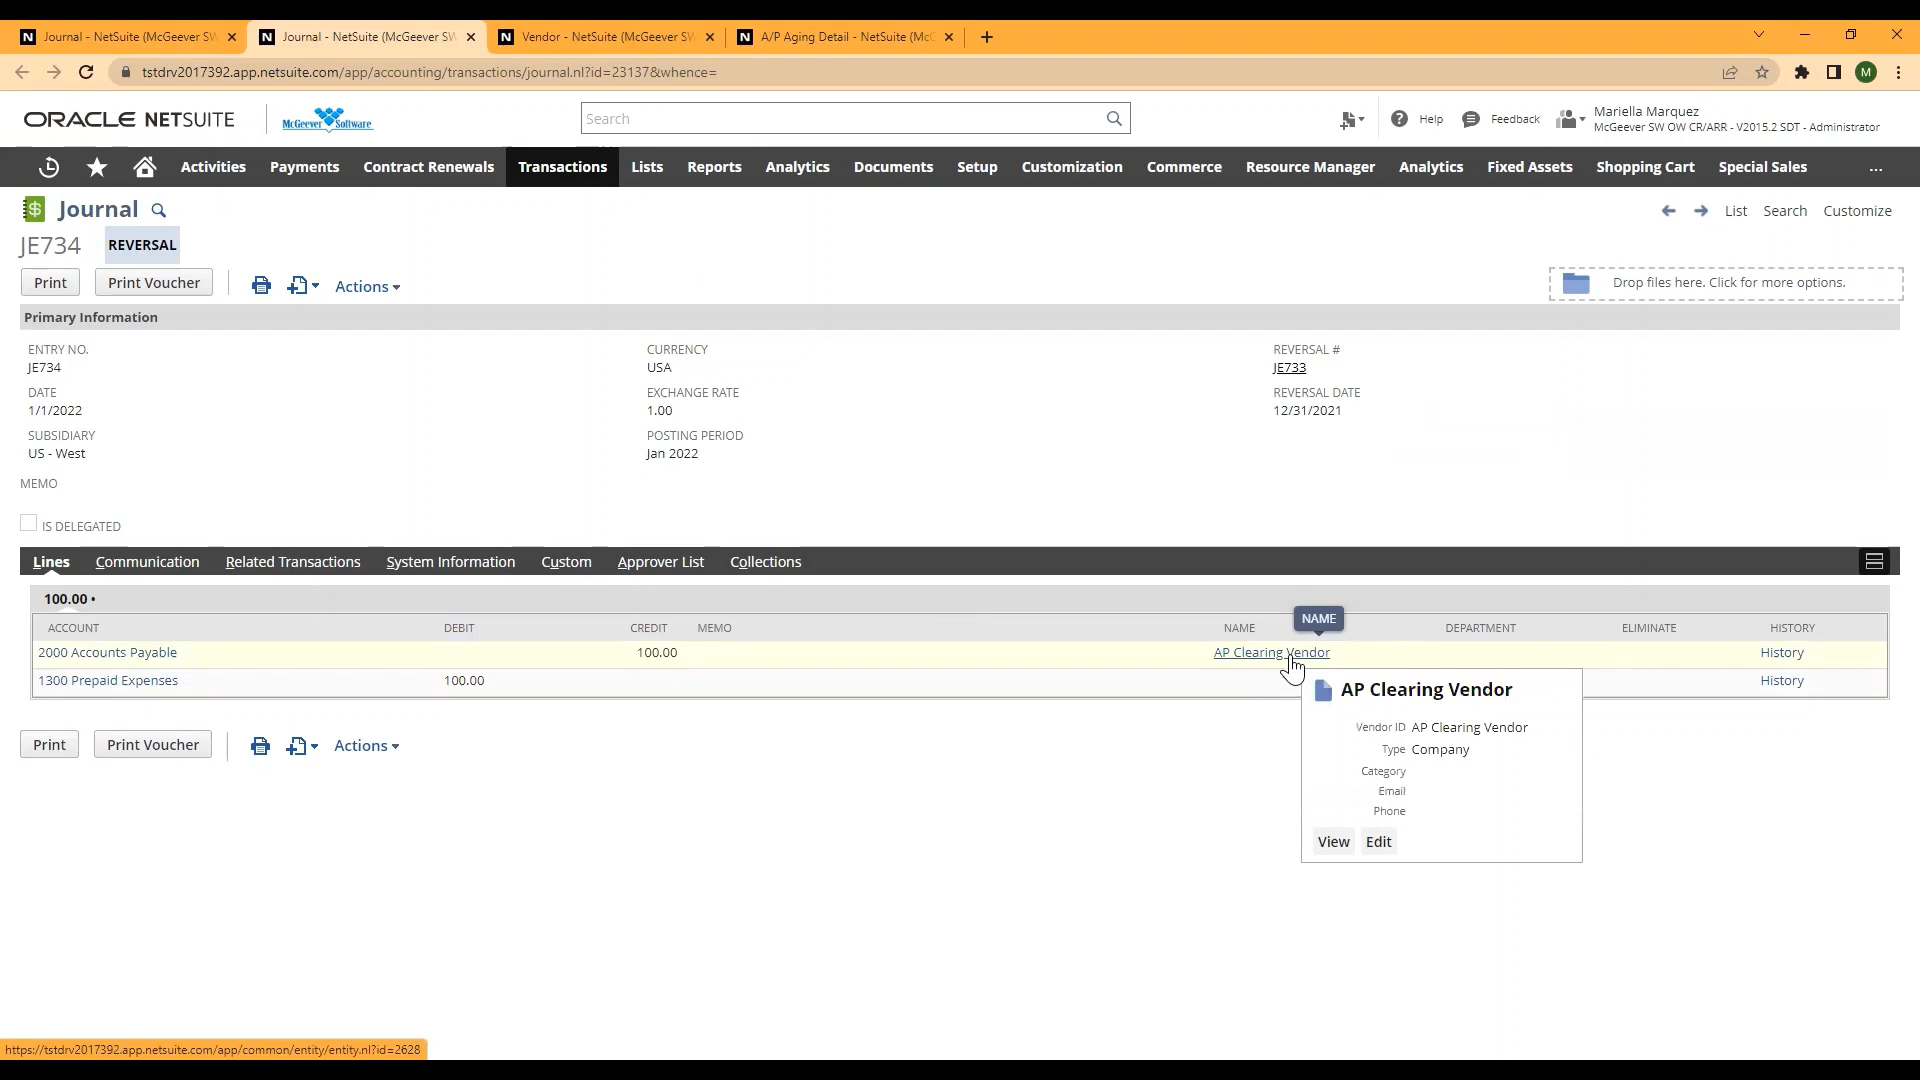 Journal - NetSuite (McGeever SW
Journal - NetSuite (McGeever SW
Vendor - NetSuite (McGeever SW
A/P Aging Detail - NetSuite (McG
tstdrv2017392.app.netsuite.com/app/accounting/transactions/journal.nl?id=23137&whence=
M
ORACLE NETSUITE
McGeever Software
Search
Help
Feedback
Mariella Marquez
McGeever SW OW CR/ARR - V2015.2 SDT - Administrator
Activities Payments Contract Renewals Transactions Lists Reports Analytics Documents Setup Customization Commerce Resource Manager Analytics Fixed Assets Shopping Cart Special Sales ...
Journal
List Search Customize
JE734 REVERSAL
Print Print Voucher Actions
Drop files here. Click for more options.
Primary Information
ENTRY NO.
JE734
DATE
1/1/2022
SUBSIDIARY
US - West
MEMO
IS DELEGATED
CURRENCY
USA
EXCHANGE RATE
1.00
POSTING PERIOD
Jan 2022
REVERSAL #
JE733
REVERSAL DATE
12/31/2021
Lines Communication Related Transactions System Information Custom Approver List Collections
100.00 •
NAME
ACCOUNT DEBIT CREDIT MEMO NAME DEPARTMENT ELIMINATE HISTORY
2000 Accounts Payable 100.00 AP Clearing Vendor History
1300 Prepaid Expenses 100.00 History
AP Clearing Vendor
Vendor ID AP Clearing Vendor
Type Company
Category
Email
Phone
View Edit
Print Print Voucher Actions
https://tstdrv2017392.app.netsuite.com/app/common/entity/entity.nl?id=2628